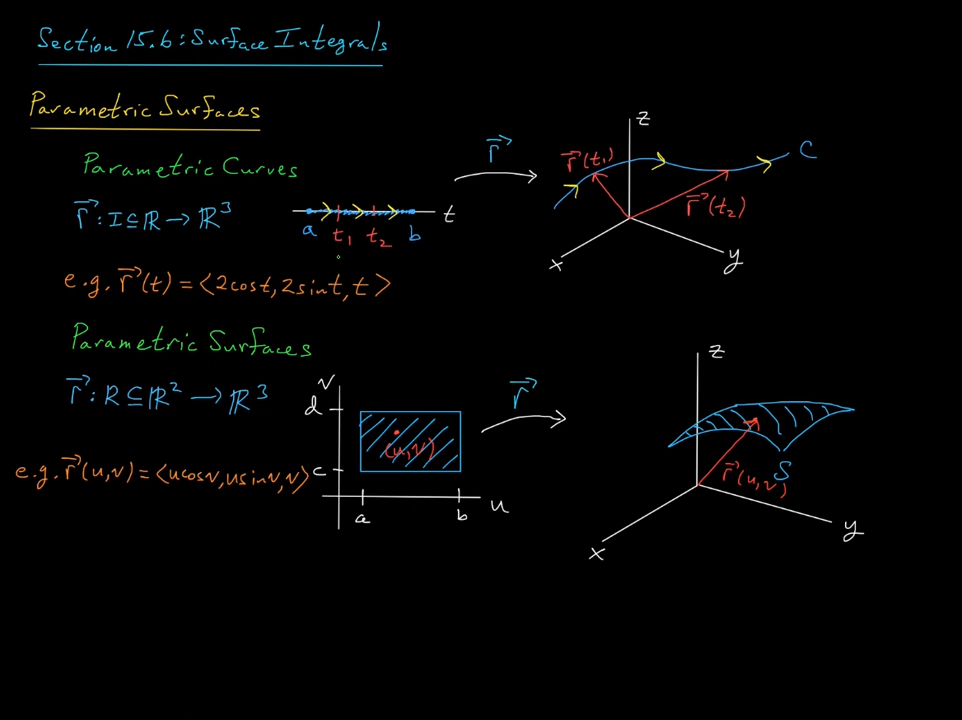 Section 15.6: Surface Integrals
Parametric Surfaces
Parametric Curves
r⃗ : I ⊆ ℝ → ℝ³
a t₁ t₂ b t
r⃗
r⃗(t₁)
r⃗(t₂)
C
z
x
y
e.g. r⃗(t) = ⟨2cost, 2sint, t⟩
Parametric Surfaces
r⃗ : R ⊆ ℝ² → ℝ³
v
d
c
(u,v)
a
b
u
r⃗
z
S
r⃗(u,v)
x
y
e.g. r⃗(u,v) = ⟨ucosv, usinv, v⟩